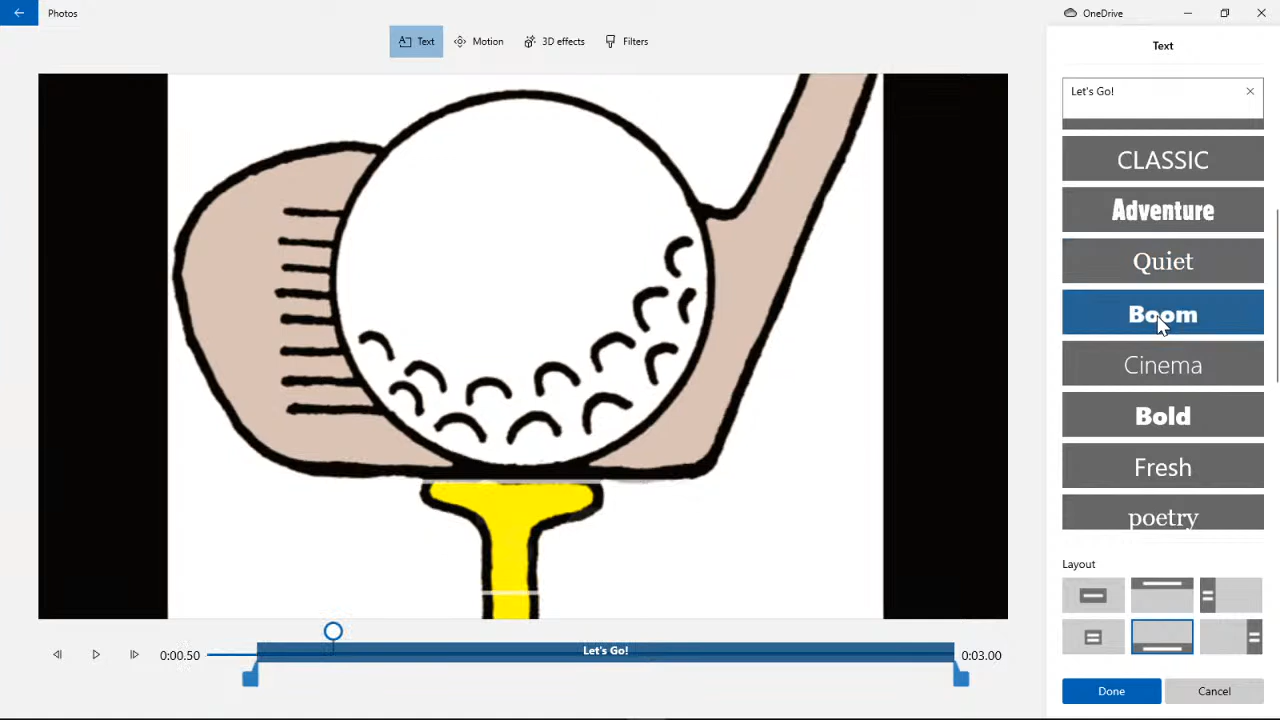 Photos
OneDrive
Text
Motion
3D effects
Filters
Text
Let's Go!
CLASSIC
Adventure
Quiet
Boom
Cinema
Bold
Fresh
poetry
Layout
0:00.50
Let's Go!
0:03.00
Done
Cancel